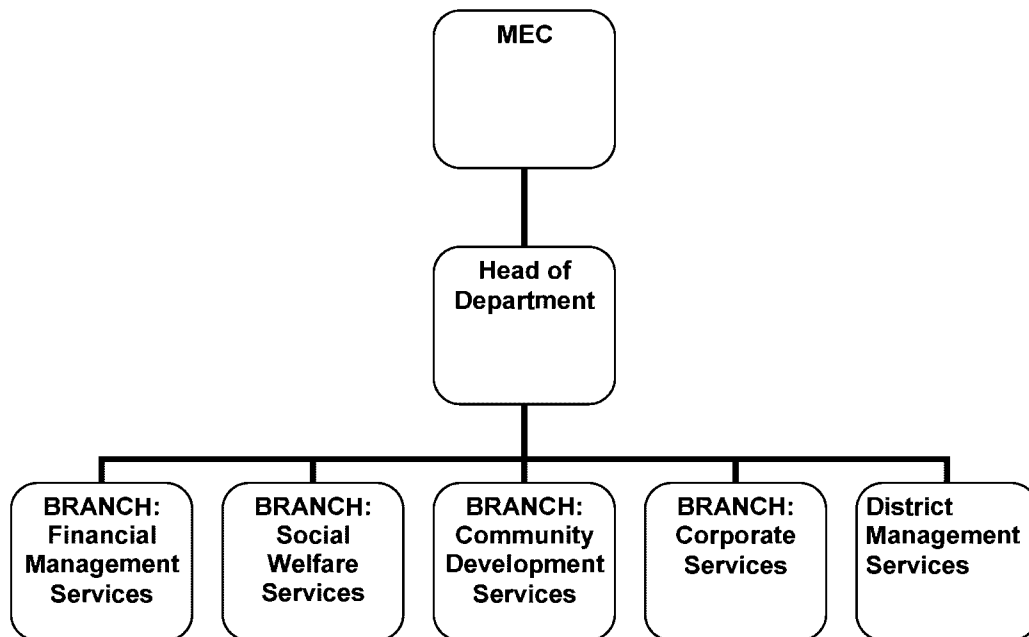 MEC
Head of
Department
BRANCH:
Financial
Management
Services
BRANCH:
Social
Welfare
Services
BRANCH:
Community
Development
Services
BRANCH:
Corporate
Services
District
Management
Services